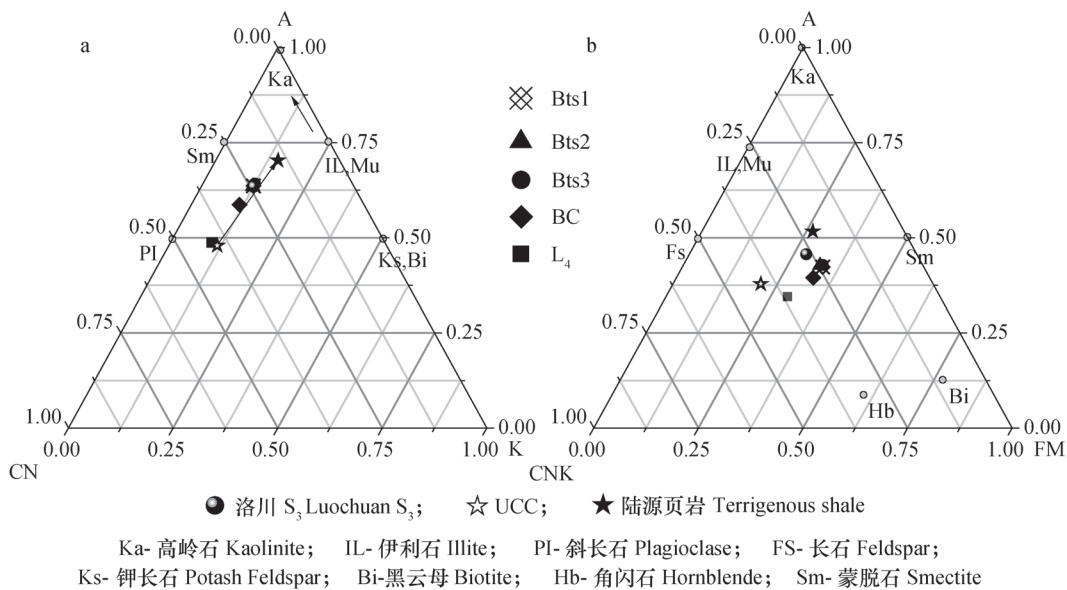 a
A
0.00
1.00
Ka
0.25
0.75
Sm
IL,Mu
0.50
0.50
PI
Ks,Bi
0.75
0.25
1.00
0.00
0.00
0.25
0.50
0.75
1.00
K
CN
Bts1
Bts2
Bts3
BC
L₄
b
A
0.00
1.00
Ka
0.25
0.75
IL,Mu
0.50
0.50
Fs
Sm
0.75
0.25
Bi
Hb
1.00
0.00
0.00
0.25
0.50
0.75
1.00
FM
CNK
洛川 S₃ Luochuan S₃； UCC； 陆源页岩 Terrigenous shale
Ka- 高岭石 Kaolinite； IL- 伊利石 Illite； PI- 斜长石 Plagioclase； FS- 长石 Feldspar；
Ks- 钾长石 Potash Feldspar； Bi-黑云母 Biotite； Hb- 角闪石 Hornblende； Sm- 蒙脱石 Smectite